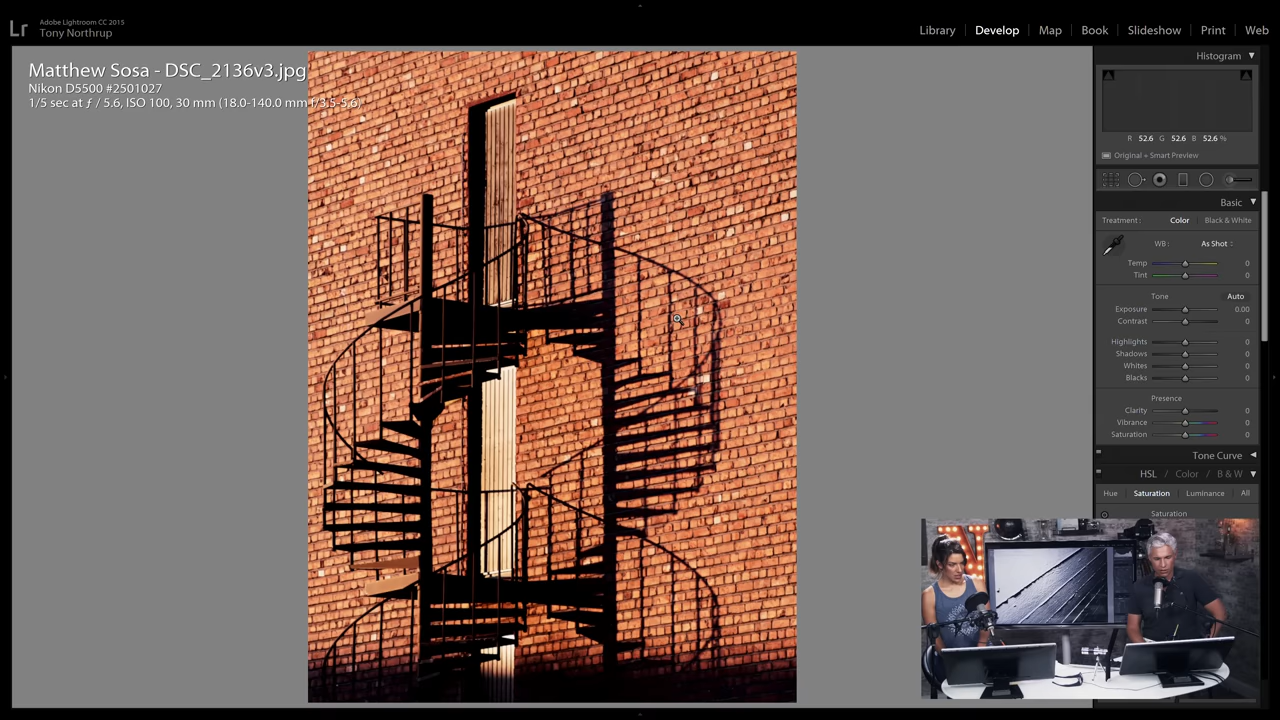 Lr
Adobe Lightroom CC 2015
Tony Northrup
Library
Develop
Map
Book
Slideshow
Print
Web
Matthew Sosa - DSC_2136v3.jpg
Nikon D5500 #2501027
1/5 sec at ƒ / 5.6, ISO 100, 30 mm (18.0-140.0 mm f/3.5-5.6)
Histogram
R 52.6 G 52.6 B 52.6 %
Original + Smart Preview
Basic
Treatment : Color Black & White
WB : As Shot
Temp 0
Tint 0
Tone Auto
Exposure 0.00
Contrast 0
Highlights 0
Shadows 0
Whites 0
Blacks 0
Presence
Clarity 0
Vibrance 0
Saturation 0
Tone Curve
HSL / Color / B & W
Hue Saturation Luminance All
Saturation